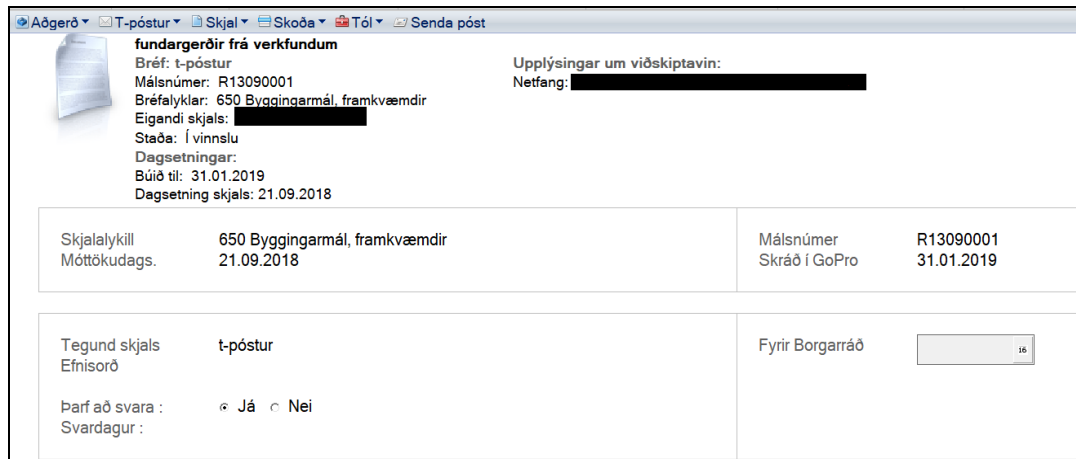 Aðgerð T-póstur Skjal Skoða Tól Senda póst
fundargerðir frá verkfundum
Bréf: t-póstur
Málsnúmer: R13090001
Bréfalyklar: 650 Byggingarmál, framkvæmdir
Eigandi skjals:
Staða: Í vinnslu
Dagsetningar:
Búið til: 31.01.2019
Dagsetning skjals: 21.09.2018
Upplýsingar um viðskiptavin:
Netfang:
Skjalalykill 650 Byggingarmál, framkvæmdir
Móttökudags. 21.09.2018
Málsnúmer R13090001
Skráð í GoPro 31.01.2019
Tegund skjals t-póstur
Efnisorð
Þarf að svara : Já Nei
Svardagur :
Fyrir Borgarráð 16